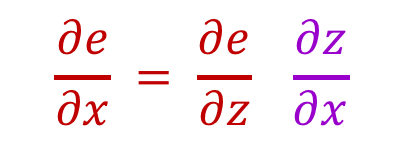 ∂e/∂x = ∂e/∂z ∂z/∂x